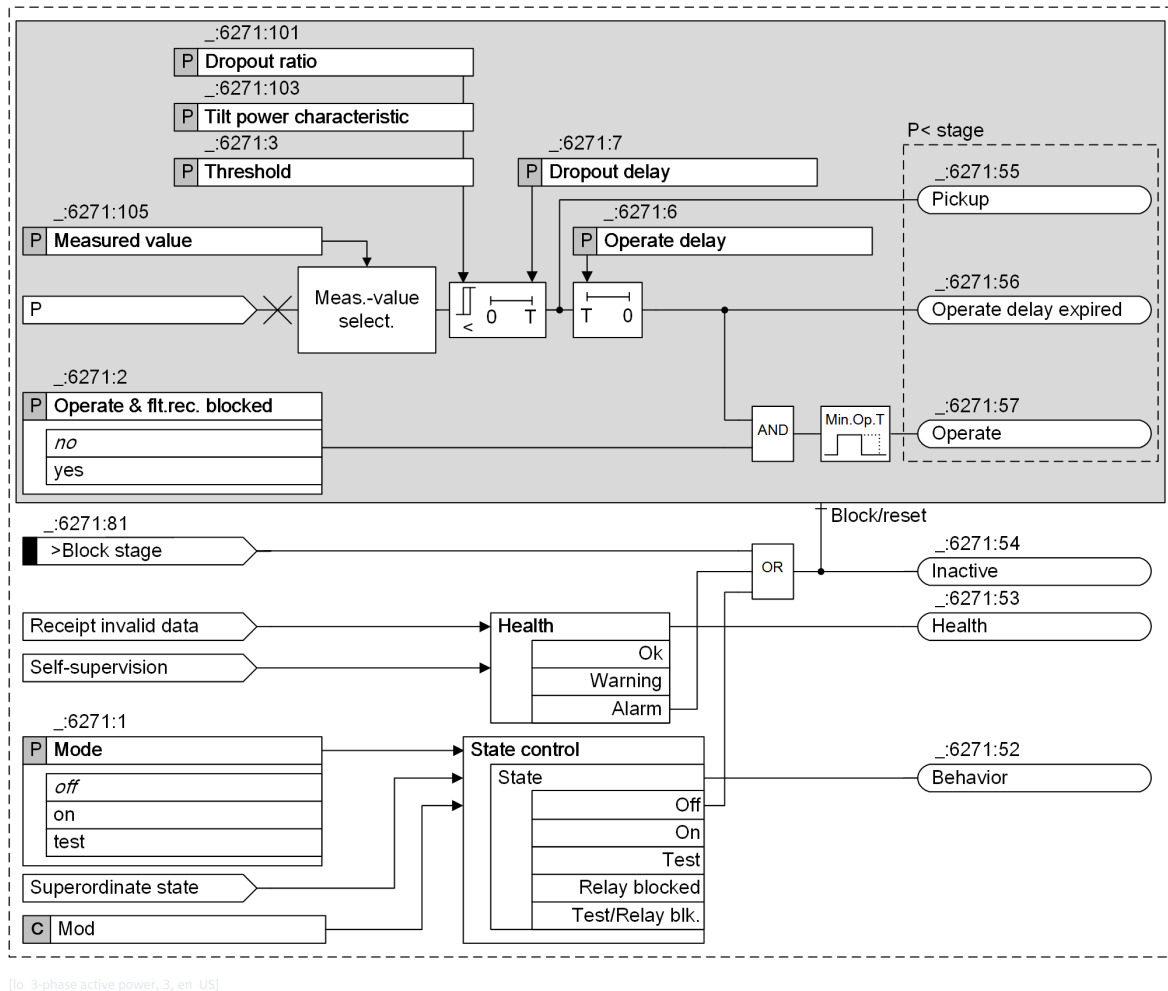 _:6271:101
P Dropout ratio
_:6271:103
P Tilt power characteristic
_:6271:3
P Threshold
_:6271:7
P Dropout delay
_:6271:6
P Operate delay
_:6271:105
P Measured value
P
Meas.-value
select.
< 0 T
T 0
P< stage
_:6271:55
Pickup
_:6271:56
Operate delay expired
_:6271:57
Operate
_:6271:2
P Operate & flt.rec. blocked
no
yes
AND
Min.Op.T
Block/reset
_:6271:81
>Block stage
OR
_:6271:54
Inactive
_:6271:53
Health
Receipt invalid data
Self-supervision
Health
Ok
Warning
Alarm
_:6271:1
P Mode
off
on
test
Superordinate state
C Mod
State control
State
Off
On
Test
Relay blocked
Test/Relay blk.
_:6271:52
Behavior
[lo 3-phase active power, 3, en US]